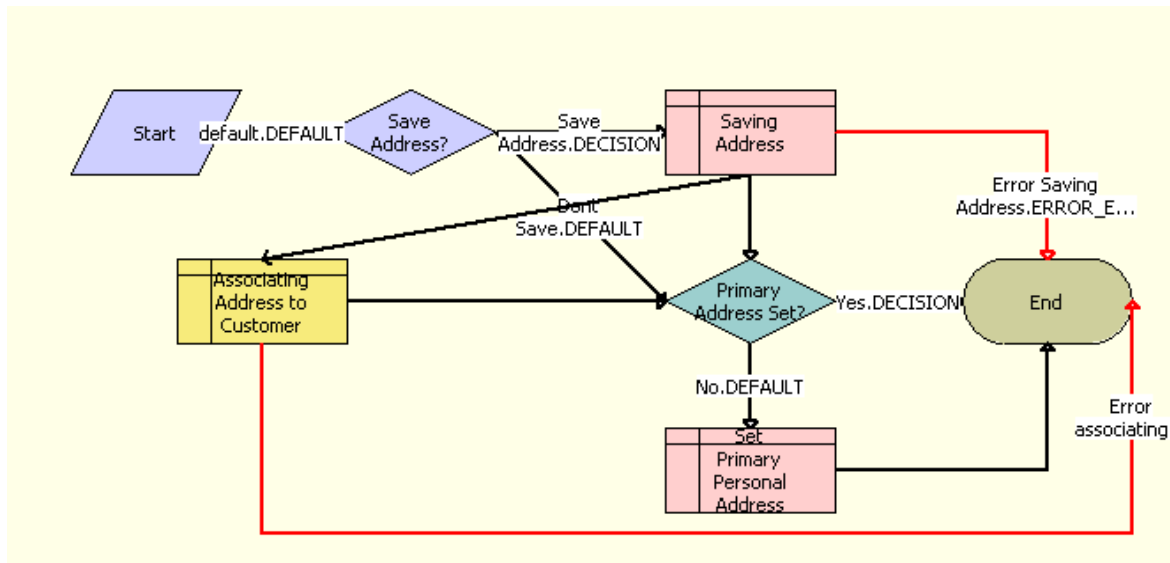 Start
default.DEFAULT
Save
Address?
Save
Address.DECISION
Saving
Address
Error Saving
Address.ERROR_E...
Dont
Save.DEFAULT
Associating
Address to
Customer
Primary
Address Set?
Yes.DECISION
End
No.DEFAULT
Error
associating
Set
Primary
Personal
Address